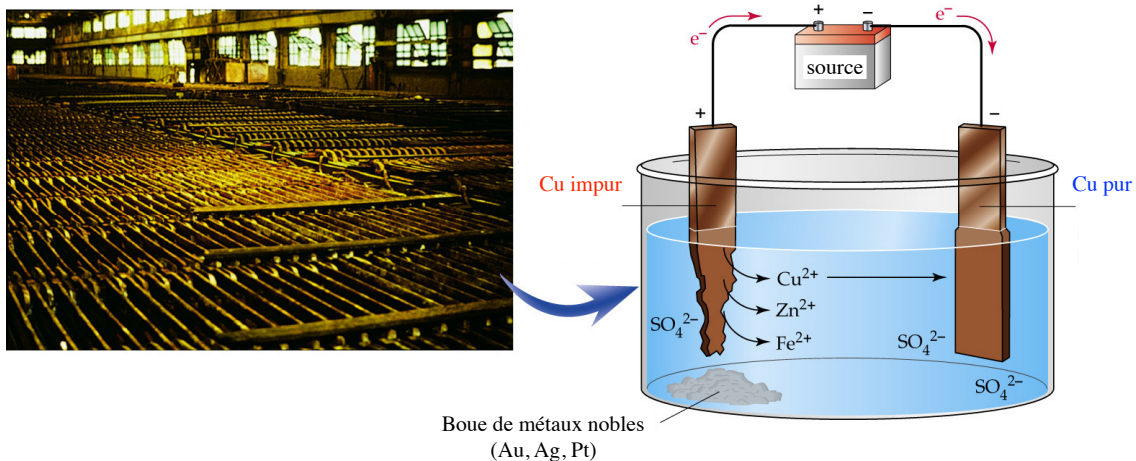 +
−
e⁻
e⁻
source
+
−
Cu impur
Cu pur
Cu²⁺
Zn²⁺
SO₄²⁻
Fe²⁺
SO₄²⁻
SO₄²⁻
Boue de métaux nobles
(Au, Ag, Pt)